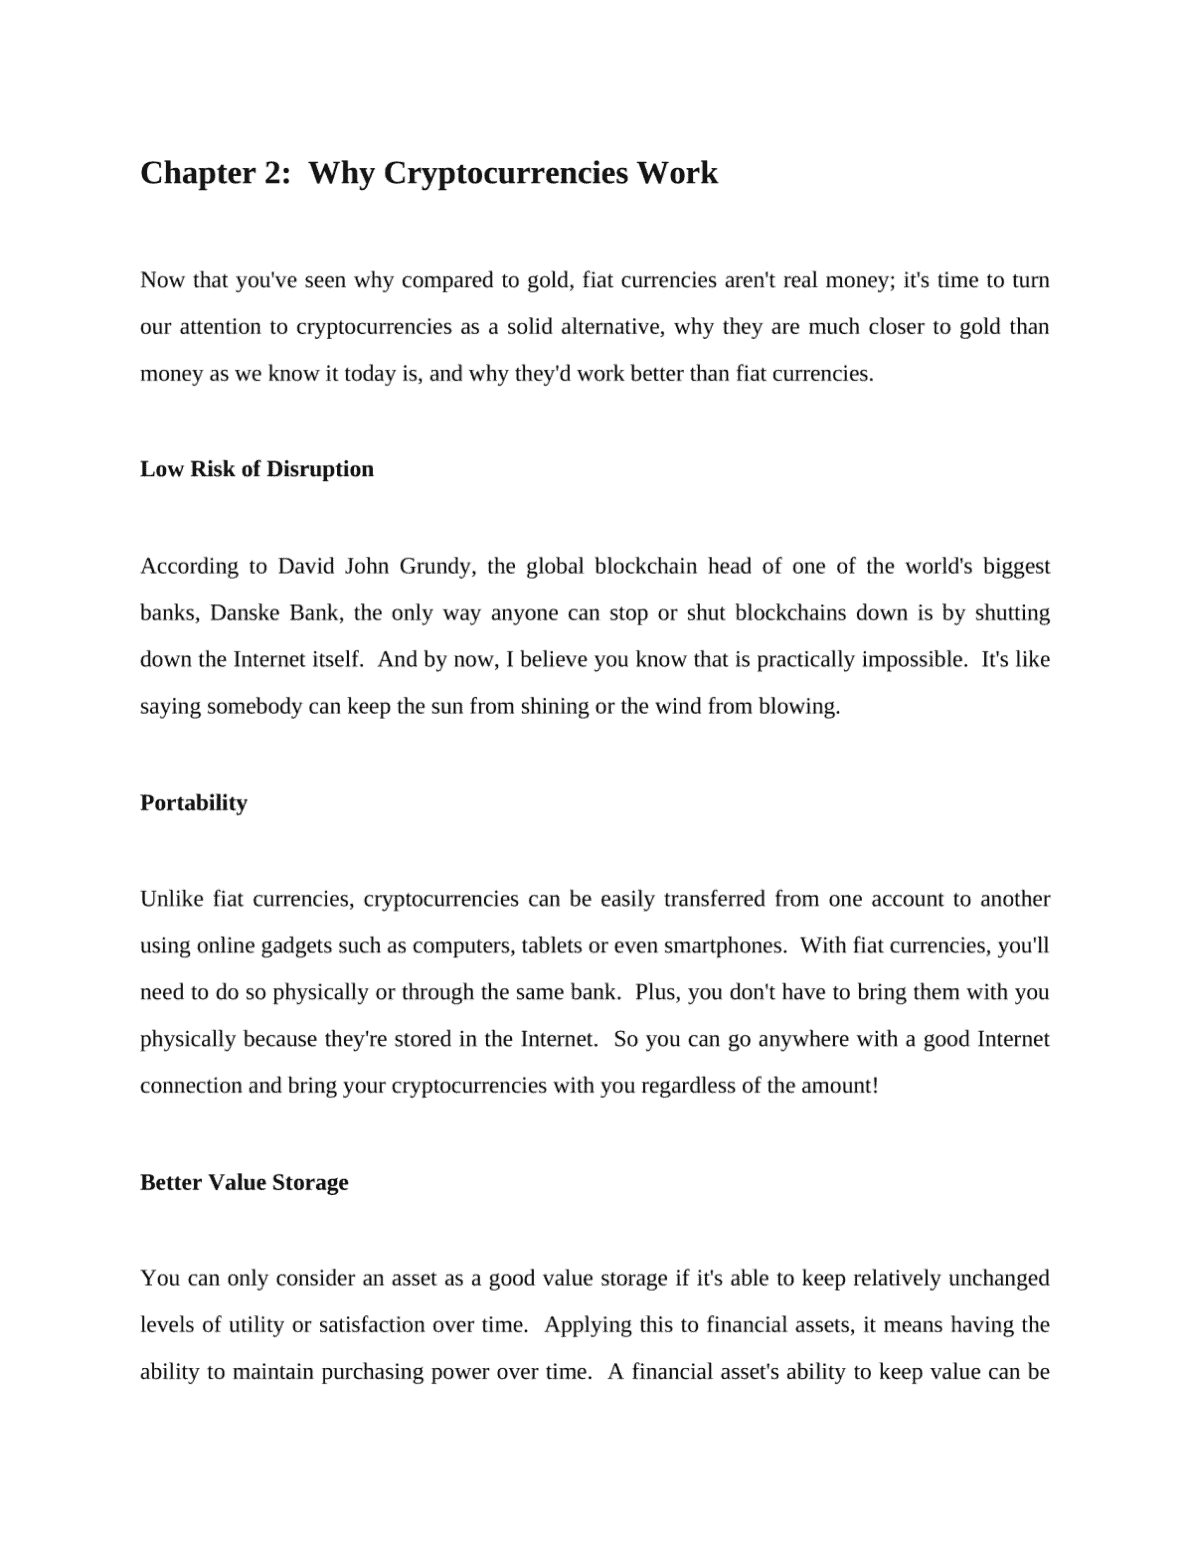 Chapter 2:  Why Cryptocurrencies Work
Now that you've seen why compared to gold, fiat currencies aren't real money; it's time to turn
our attention to cryptocurrencies as a solid alternative, why they are much closer to gold than
money as we know it today is, and why they'd work better than fiat currencies.
Low Risk of Disruption
According to David John Grundy, the global blockchain head of one of the world's biggest
banks, Danske Bank, the only way anyone can stop or shut blockchains down is by shutting
down the Internet itself.  And by now, I believe you know that is practically impossible.  It's like
saying somebody can keep the sun from shining or the wind from blowing.
Portability
Unlike fiat currencies, cryptocurrencies can be easily transferred from one account to another
using online gadgets such as computers, tablets or even smartphones.  With fiat currencies, you'll
need to do so physically or through the same bank.  Plus, you don't have to bring them with you
physically because they're stored in the Internet.  So you can go anywhere with a good Internet
connection and bring your cryptocurrencies with you regardless of the amount!
Better Value Storage
You can only consider an asset as a good value storage if it's able to keep relatively unchanged
levels of utility or satisfaction over time.  Applying this to financial assets, it means having the
ability to maintain purchasing power over time.  A financial asset's ability to keep value can be